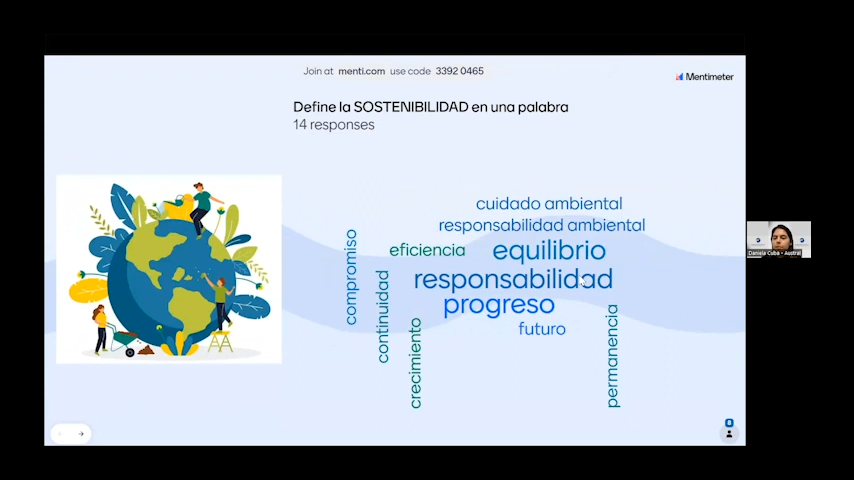 Join at menti.com use code 3392 0465
Mentimeter
Define la SOSTENIBILIDAD en una palabra
14 responses
cuidado ambiental
responsabilidad ambiental
eficiencia
equilibrio
compromiso
responsabilidad
continuidad
progreso
futuro
crecimiento
permanencia
Daniela Cuba - Austral
8